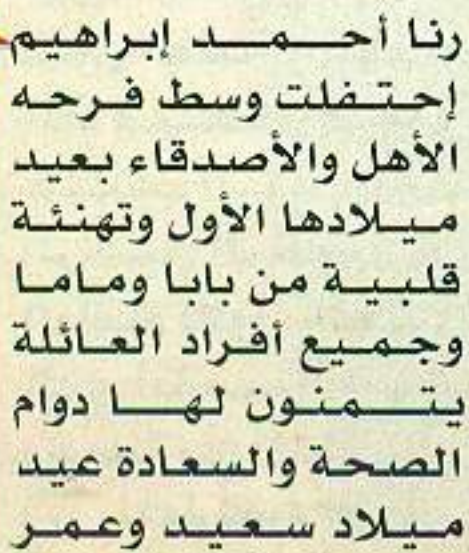 رنا أحمد إبراهيم
إحتفلت وسط فرحه
الأهل والأصدقاء بعيد
ميلادها الأول وتهنئة
قلبية من بابا وماما
وجميع أفراد العائلة
يتمنون لها دوام
الصحة والسعادة عيد
ميلاد سعيد وعمر